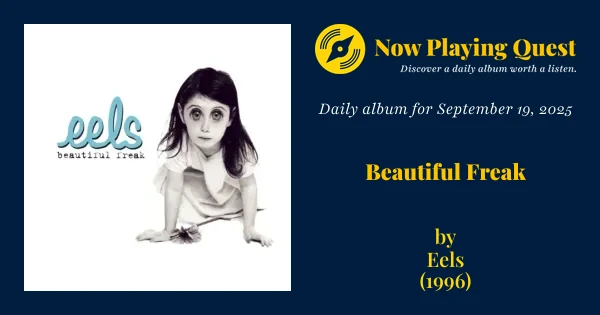 eels
beautiful freak
Now Playing Quest
Discover a daily album worth a listen.
Daily album for September 19, 2025
Beautiful Freak
by
Eels
(1996)